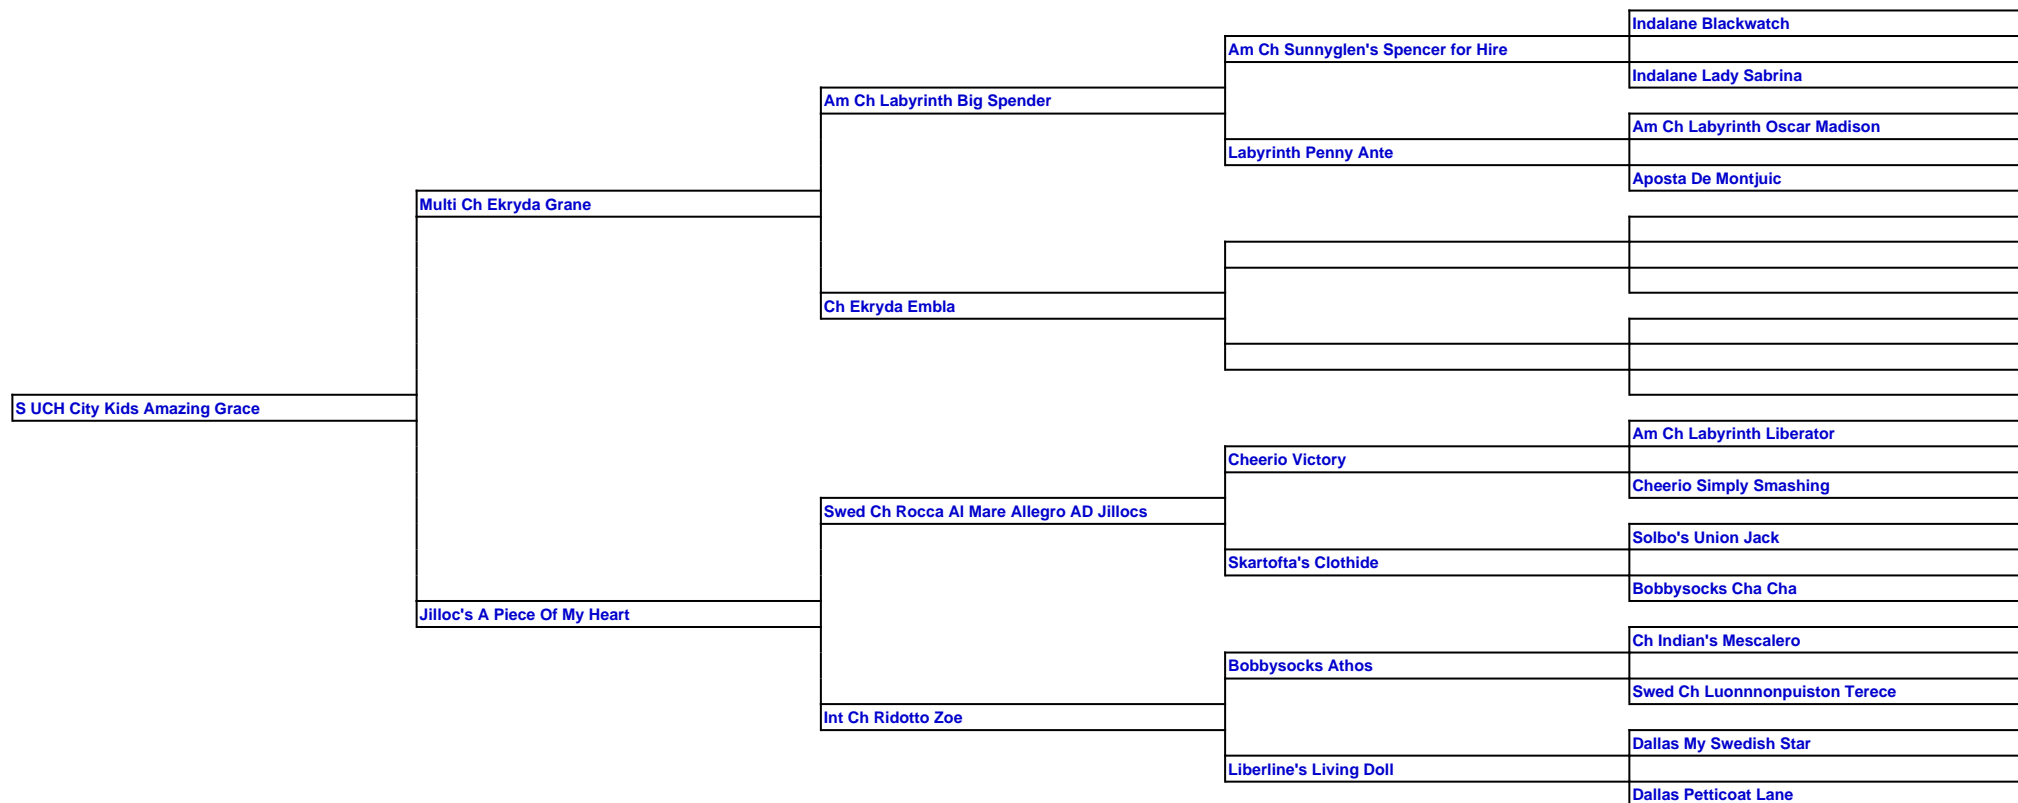 Indalane Blackwatch
Am Ch Sunnyglen's Spencer for Hire
Indalane Lady Sabrina
Am Ch Labyrinth Big Spender
Am Ch Labyrinth Oscar Madison
Labyrinth Penny Ante
Aposta De Montjuic
Multi Ch Ekryda Grane
Ch Ekryda Embla
S UCH City Kids Amazing Grace
Am Ch Labyrinth Liberator
Cheerio Victory
Cheerio Simply Smashing
Swed Ch Rocca Al Mare Allegro AD Jillocs
Solbo's Union Jack
Skartofta's Clothide
Bobbysocks Cha Cha
Jilloc's A Piece Of My Heart
Ch Indian's Mescalero
Bobbysocks Athos
Swed Ch Luonnnonpuiston Terece
Int Ch Ridotto Zoe
Dallas My Swedish Star
Liberline's Living Doll
Dallas Petticoat Lane